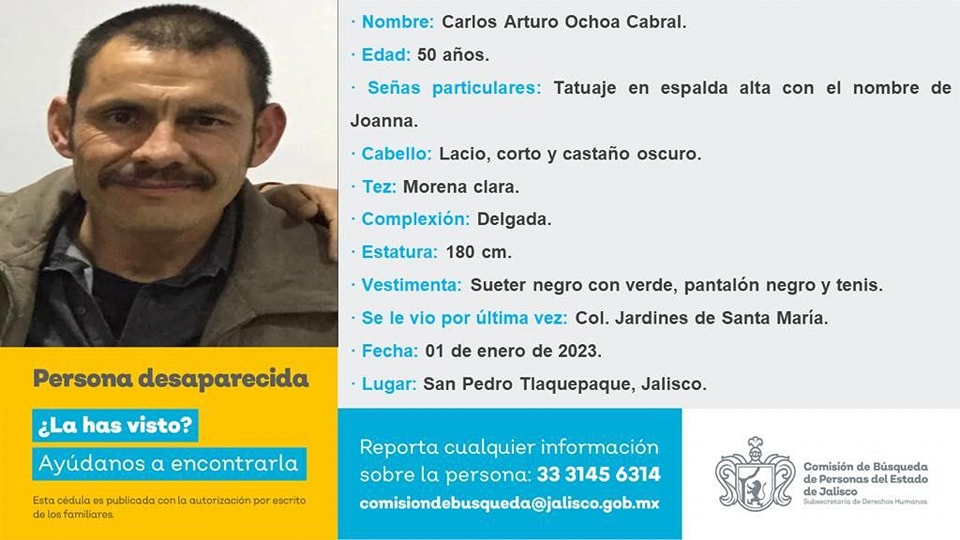 · Nombre: Carlos Arturo Ochoa Cabral.
· Edad: 50 años.
· Señas particulares: Tatuaje en espalda alta con el nombre de
Joanna.
· Cabello: Lacio, corto y castaño oscuro.
· Tez: Morena clara.
· Complexión: Delgada.
· Estatura: 180 cm.
· Vestimenta: Sueter negro con verde, pantalón negro y tenis.
· Se le vio por última vez: Col. Jardines de Santa María.
· Fecha: 01 de enero de 2023.
· Lugar: San Pedro Tlaquepaque, Jalisco.
Persona desaparecida
¿La has visto?
Ayúdanos a encontrarla
Esta cédula es publicada con la autorización por escrito
de los familiares.
Reporta cualquier información
sobre la persona: 33 3145 6314
comisiondebusqueda@jalisco.gob.mx
Comisión de Búsqueda
de Personas del Estado
de Jalisco
Subsecretaría de Derechos Humanos